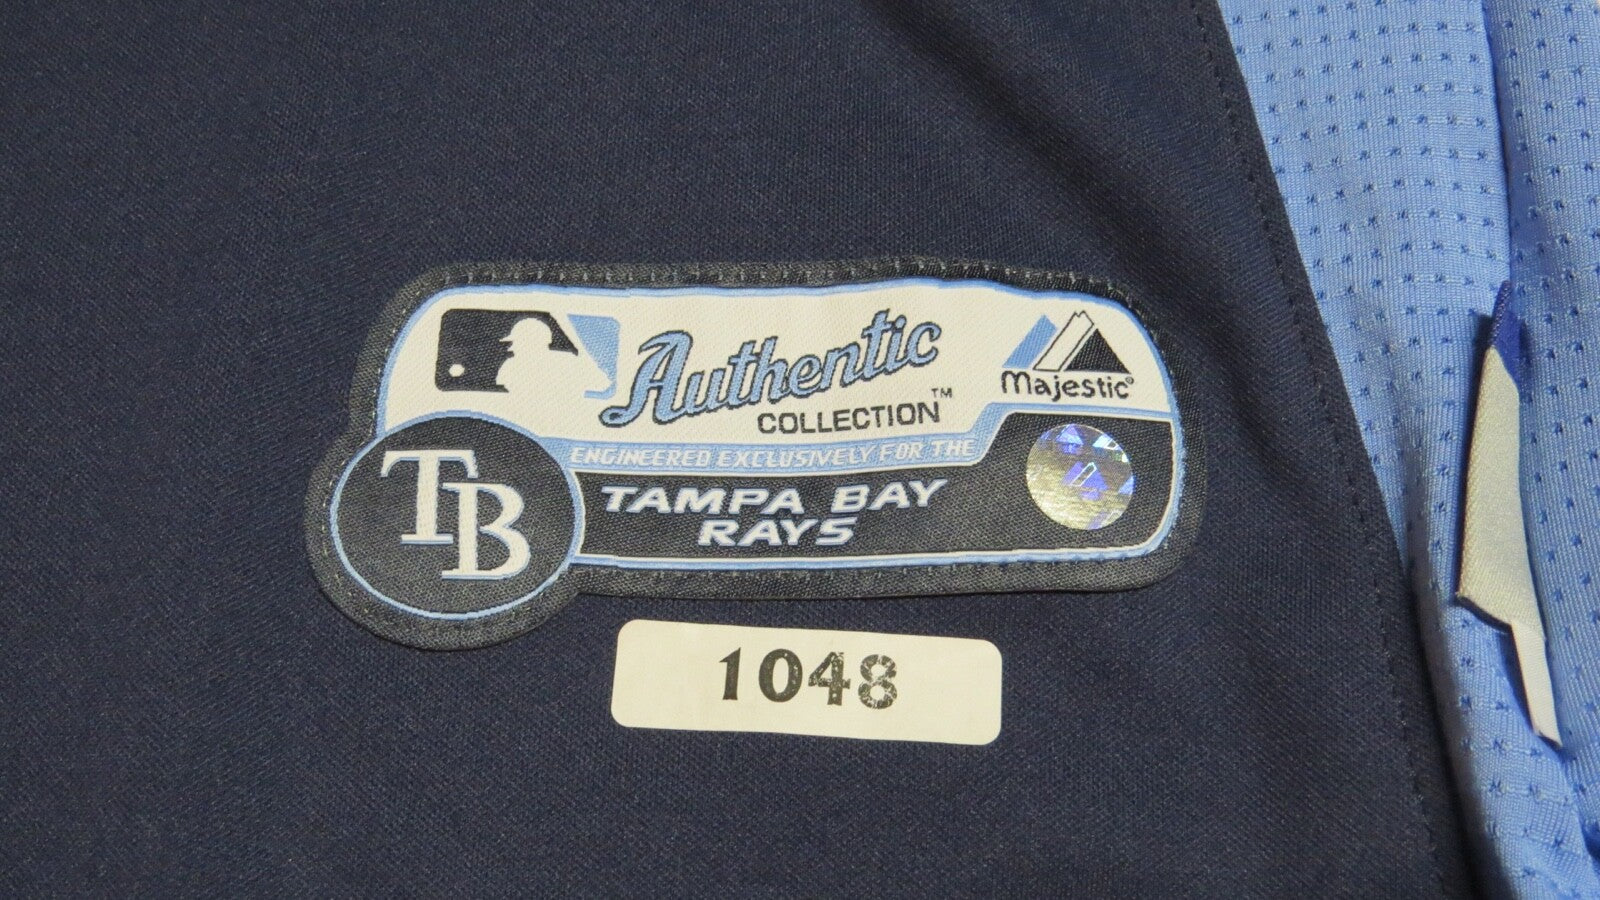 Authentic
COLLECTION™
Majestic®
ENGINEERED EXCLUSIVELY FOR THE
TAMPA BAY
RAYS
TB
1048